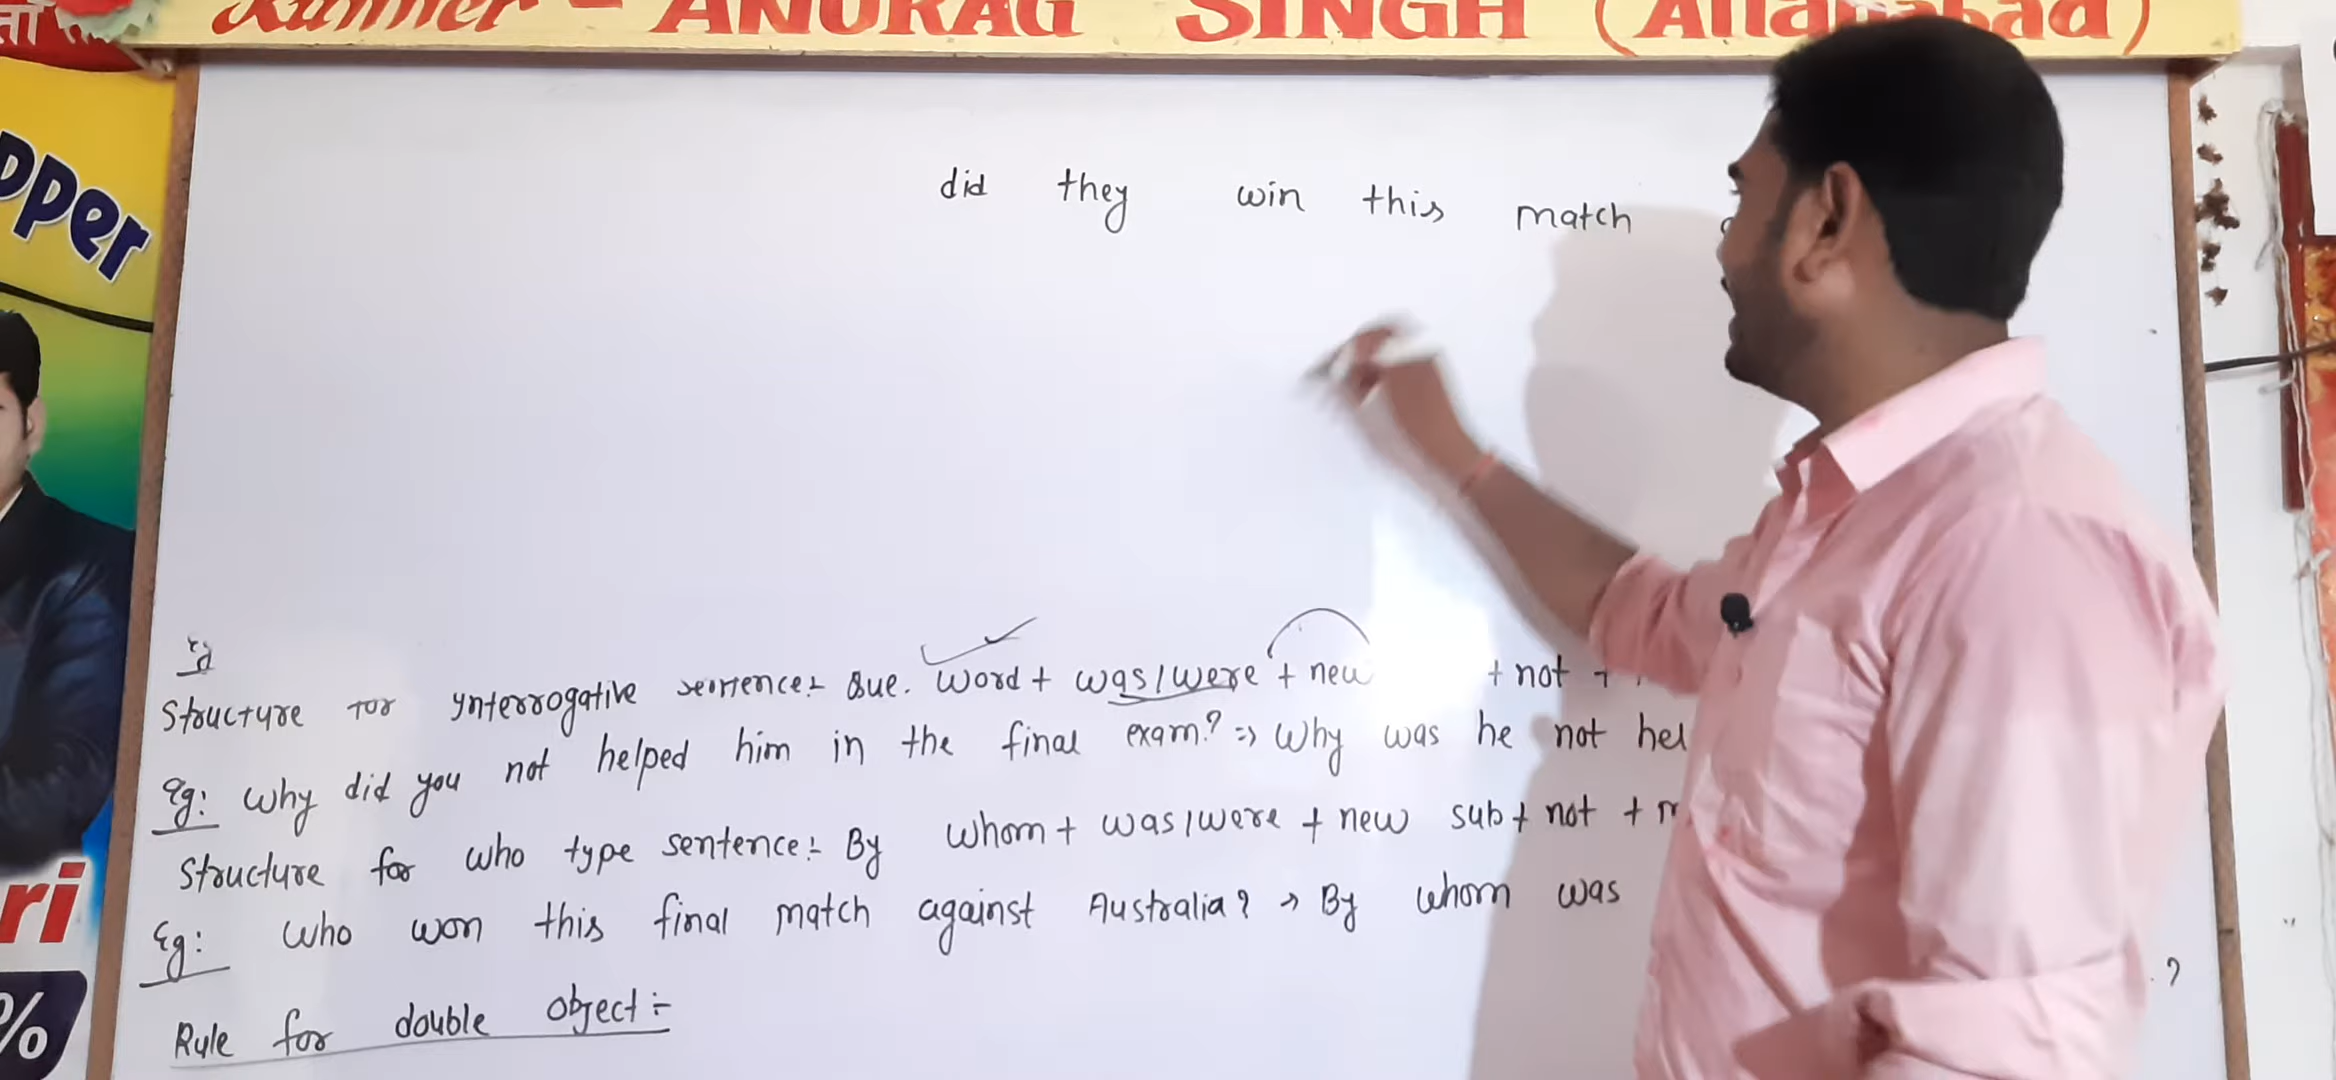 ANURAG SINGH (Allahabad)
pper
did they win this match
Structure for Ynterrogative sentence:- Que. Word + was/were + new + not +
Eg: Why did you not helped him in the final exam? => Why was he not hel
Structure for who type sentence:- By whom + was/were + new sub + not +
Eg: Who won this final match against Australia? → By whom was
?
Rule for double object :-
ri
%